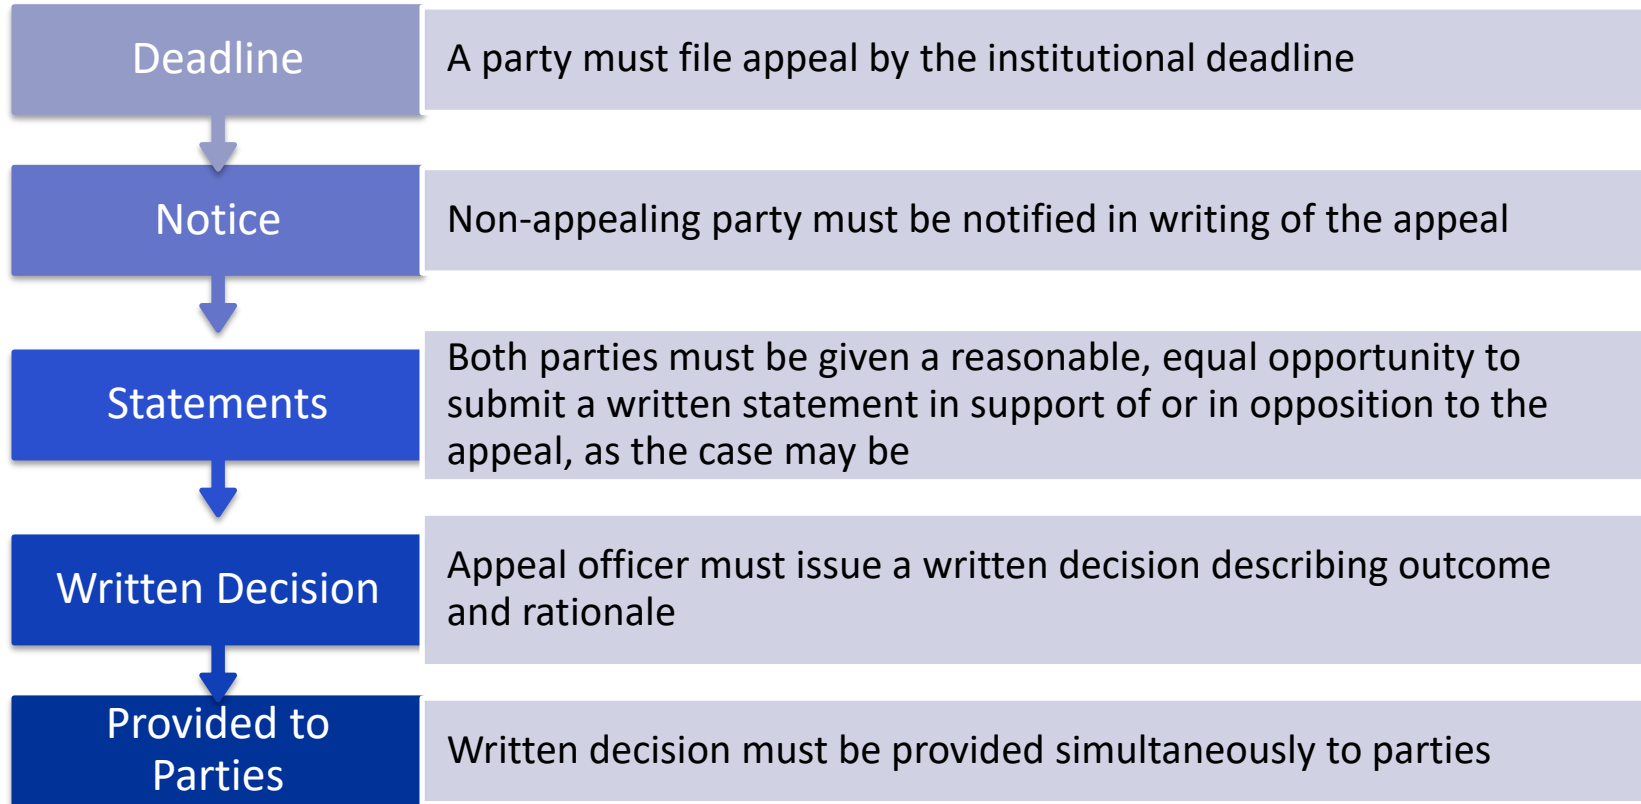 Deadline
A party must file appeal by the institutional deadline
Notice
Non-appealing party must be notified in writing of the appeal
Statements
Both parties must be given a reasonable, equal opportunity to
submit a written statement in support of or in opposition to the
appeal, as the case may be
Written Decision
Appeal officer must issue a written decision describing outcome
and rationale
Provided to
Parties
Written decision must be provided simultaneously to parties